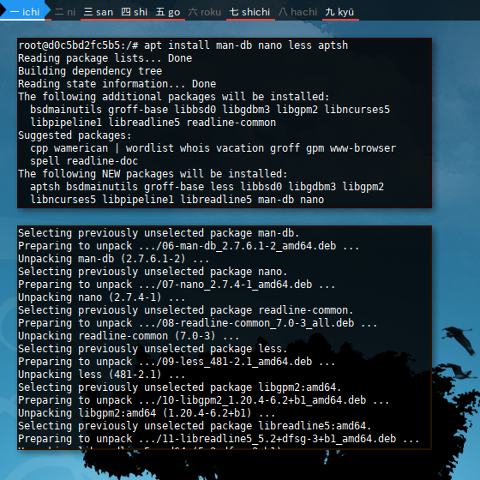 一 ichi 二 ni 三 san 四 shi 五 go 六 roku 七 shichi 八 hachi 九 kyū
root@d0c5bd2fc5b5:/# apt install man-db nano less aptsh
Reading package lists... Done
Building dependency tree
Reading state information... Done
The following additional packages will be installed:
bsdmainutils groff-base libbsd0 libgdbm3 libgpm2 libncurses5
libpipeline1 libreadline5 readline-common
Suggested packages:
cpp wamerican | wordlist whois vacation groff gpm www-browser
spell readline-doc
The following NEW packages will be installed:
aptsh bsdmainutils groff-base less libbsd0 libgdbm3 libgpm2
libncurses5 libpipeline1 libreadline5 man-db nano
Selecting previously unselected package man-db.
Preparing to unpack .../06-man-db_2.7.6.1-2_amd64.deb ...
Unpacking man-db (2.7.6.1-2) ...
Selecting previously unselected package nano.
Preparing to unpack .../07-nano_2.7.4-1_amd64.deb ...
Unpacking nano (2.7.4-1) ...
Selecting previously unselected package readline-common.
Preparing to unpack .../08-readline-common_7.0-3_all.deb ...
Unpacking readline-common (7.0-3) ...
Selecting previously unselected package less.
Preparing to unpack .../09-less_481-2.1_amd64.deb ...
Unpacking less (481-2.1) ...
Selecting previously unselected package libgpm2:amd64.
Preparing to unpack .../10-libgpm2_1.20.4-6.2+b1_amd64.deb ...
Unpacking libgpm2:amd64 (1.20.4-6.2+b1) ...
Selecting previously unselected package libreadline5:amd64.
Preparing to unpack .../11-libreadline5_5.2+dfsg-3+b1_amd64.deb ...